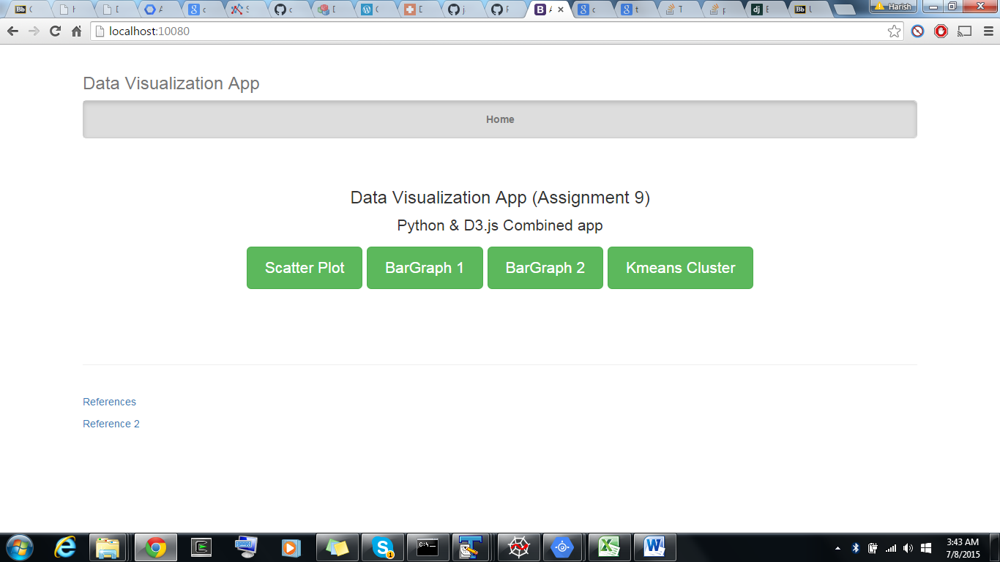 Harish
localhost:10080
Data Visualization App
Home
Data Visualization App (Assignment 9)
Python & D3.js Combined app
Scatter Plot
BarGraph 1
BarGraph 2
Kmeans Cluster
References
Reference 2
3:43 AM
7/8/2015